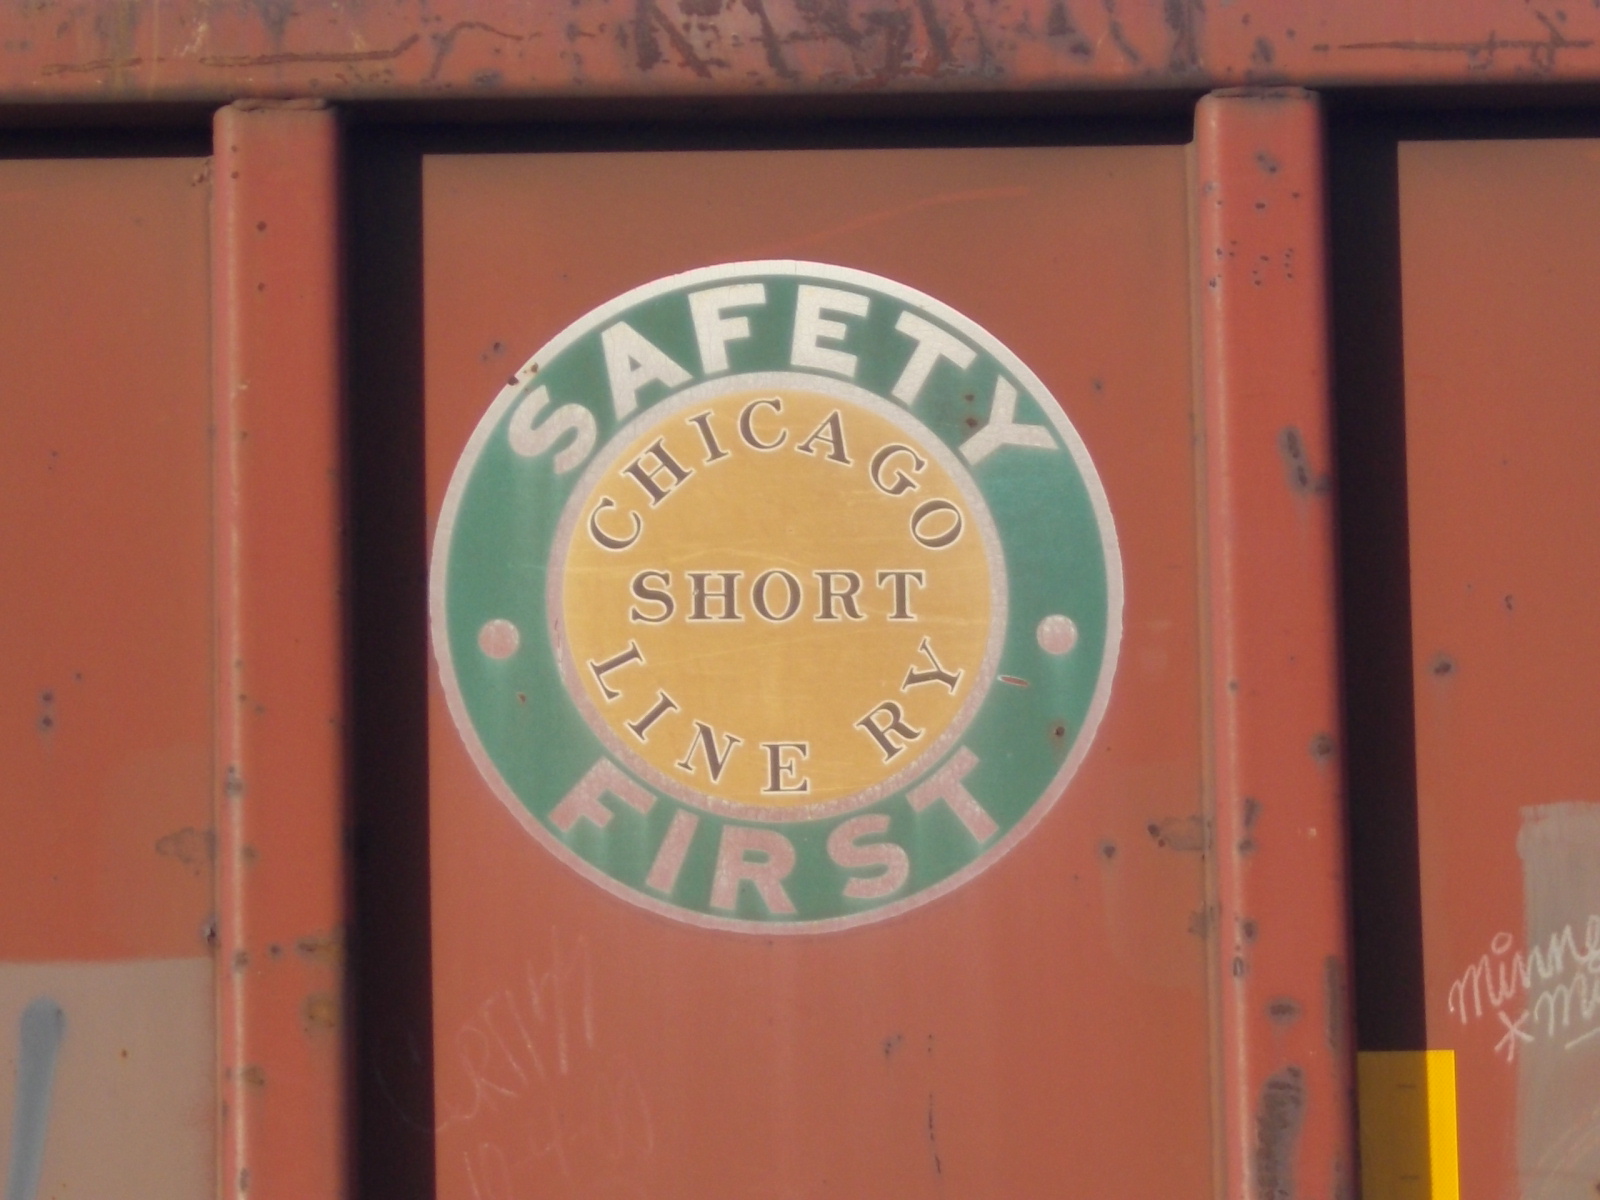 SAFETY
CHICAGO
SHORT
LINE RY
FIRST